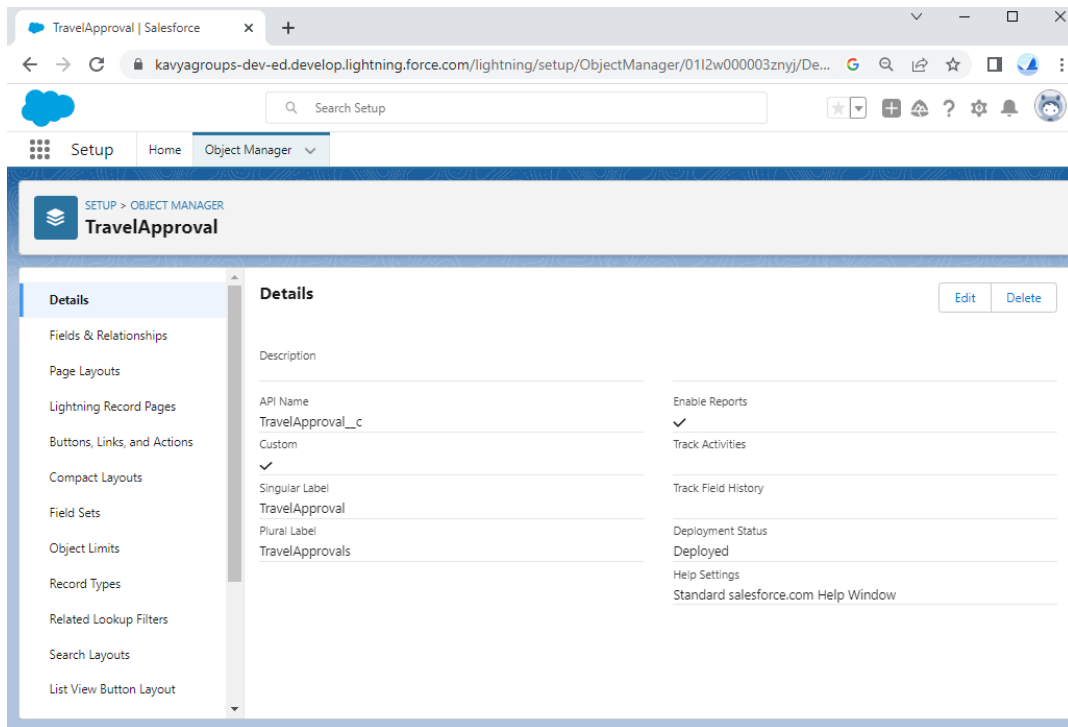 TravelApproval | Salesforce
kavyagroups-dev-ed.develop.lightning.force.com/lightning/setup/ObjectManager/01I2w000003znyj/De...
Search Setup
Setup Home Object Manager
SETUP > OBJECT MANAGER
TravelApproval
Details
Fields & Relationships
Page Layouts
Lightning Record Pages
Buttons, Links, and Actions
Compact Layouts
Field Sets
Object Limits
Record Types
Related Lookup Filters
Search Layouts
List View Button Layout
Details
Edit Delete
Description
API Name
TravelApproval__c
Custom
Singular Label
TravelApproval
Plural Label
TravelApprovals
Enable Reports
Track Activities
Track Field History
Deployment Status
Deployed
Help Settings
Standard salesforce.com Help Window